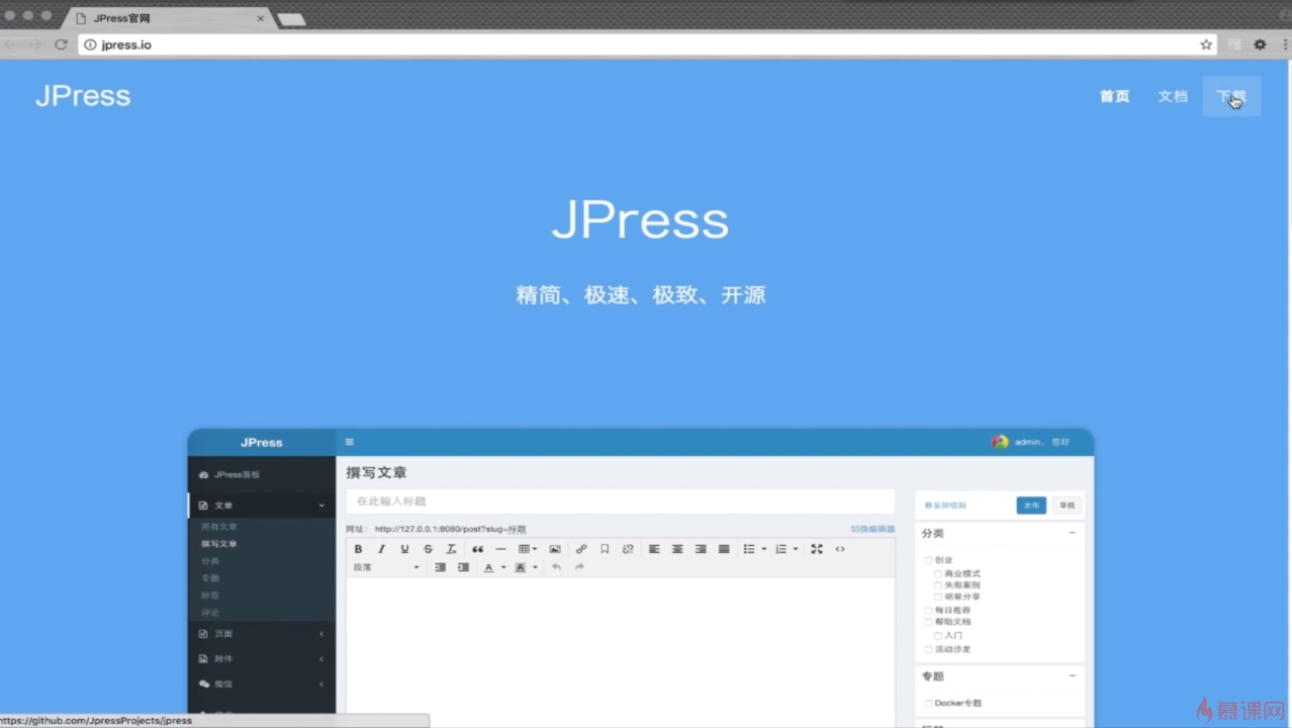 JPress官网
jpress.io
JPress
首页 文档 下载
JPress
精简、极速、极致、开源
JPress
admin, 您好
JPress面板
撰写文章
文章
在此输入标题
移至回收站 发布 草稿
所有文章
网址: http://127.0.0.1:8080/post?slug=标题 切换编辑器
分类
撰写文章
分类
专题
标签
评论
段落
创业
商业模式
失败案例
明星分享
每日推荐
帮助文档
入门
活动沙龙
页面
附件
微信
专题
Docker专题
https://github.com/JpressProjects/jpress
慕课网